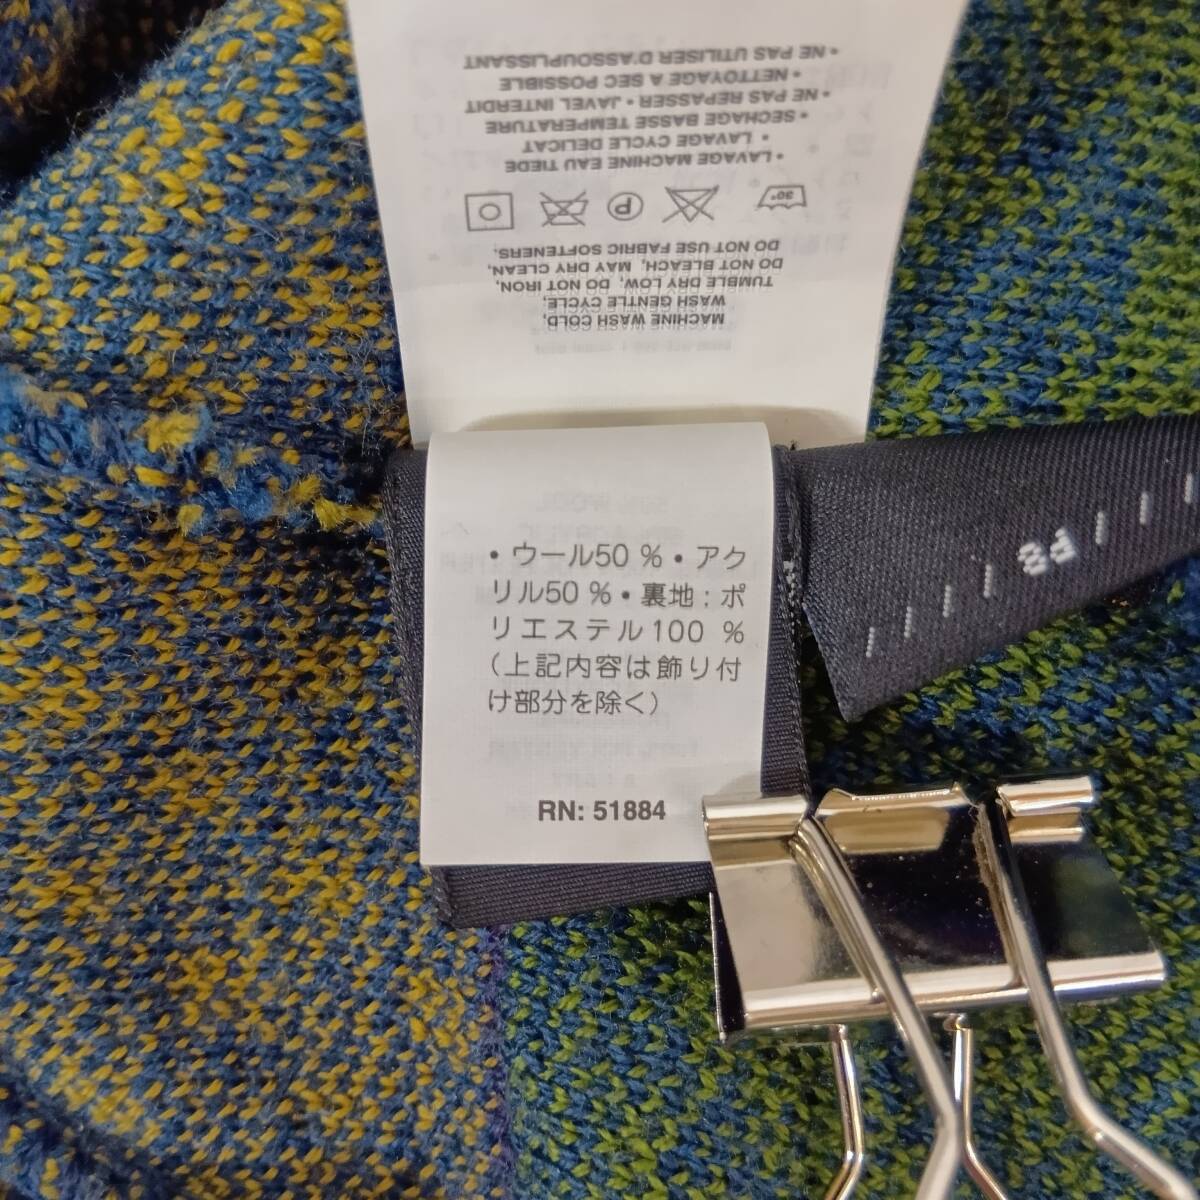 MACHINE WASH COLD,
WASH GENTLE CYCLE,
TUMBLE DRY LOW, DO NOT IRON,
DO NOT BLEACH, MAY DRY CLEAN,
DO NOT USE FABRIC SOFTENERS.
30°
P
• LAVAGE MACHINE EAU TIEDE
• LAVAGE CYCLE DELICAT
• SECHAGE BASSE TEMPERATURE
• NE PAS REPASSER • JAVEL INTERDIT
• NETTOYAGE A SEC POSSIBLE
• NE PAS UTILISER D'ASSOUPLISSANT
• ウール50 % • アク
リル50 % • 裏地 : ポ
リエステル100 %
(上記内容は飾り付
け部分を除く)
RN: 51884
P8